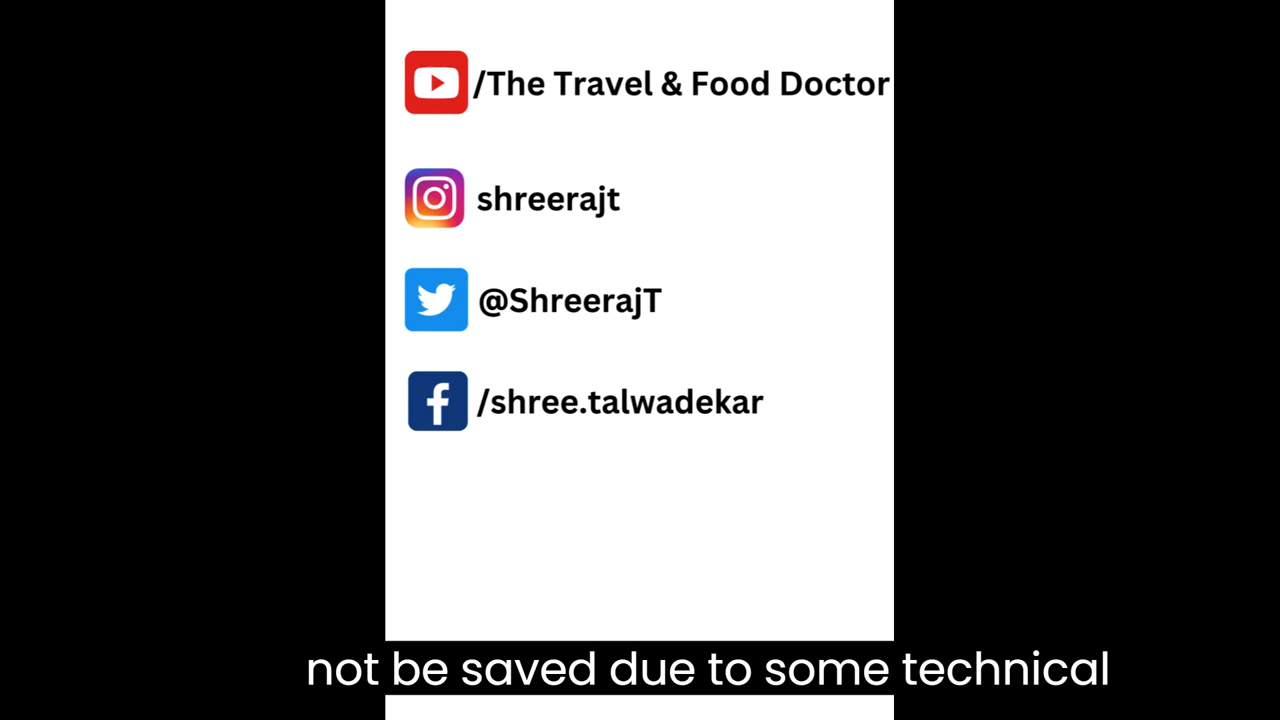 /The Travel & Food Doctor
shreerajt
@ShreerajT
/shree.talwadekar
not be saved due to some technical